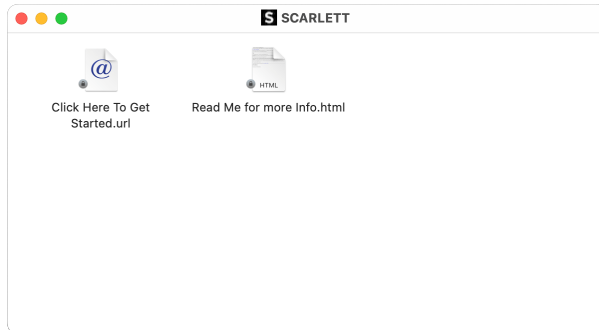 S SCARLETT
@
HTML
Click Here To Get
Started.url
Read Me for more Info.html